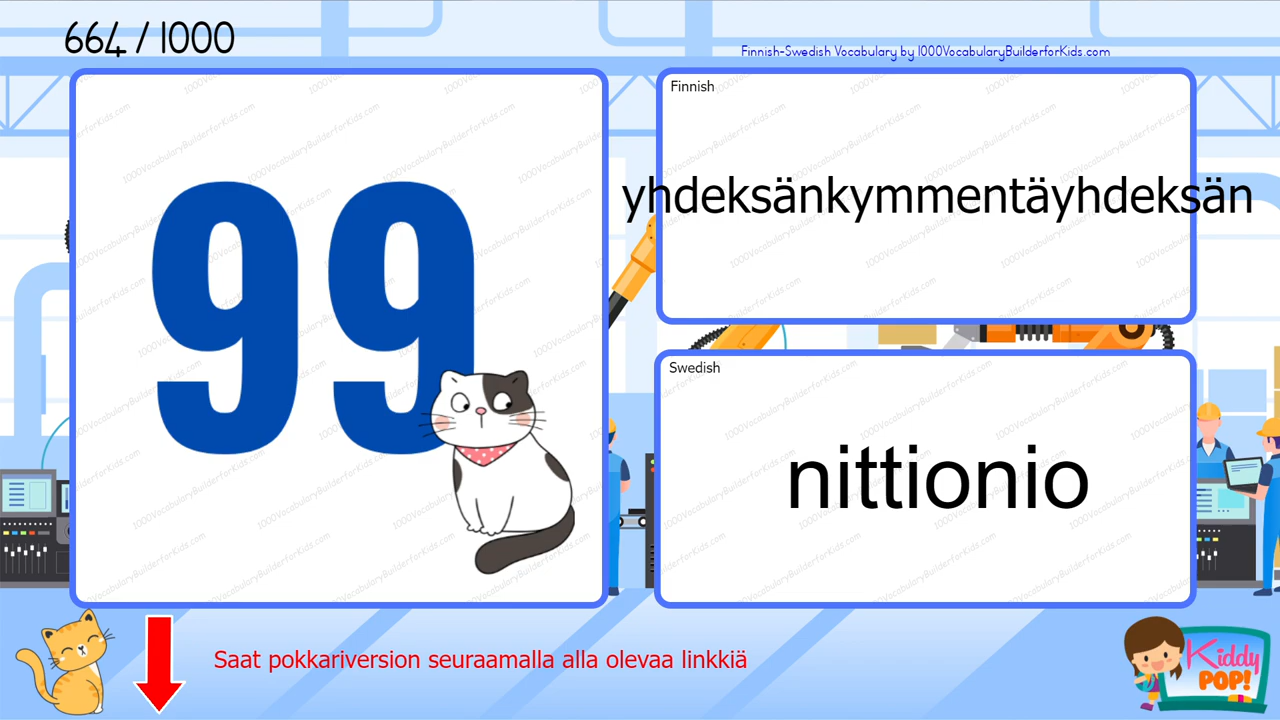 664 / 1000
Finnish-Swedish Vocabulary by 1000VocabularyBuilderforKids.com
99
Finnish
yhdeksänkymmentäyhdeksän
Swedish
nittionio
Saat pokkariversion seuraamalla alla olevaa linkkiä
Kiddy
POP!